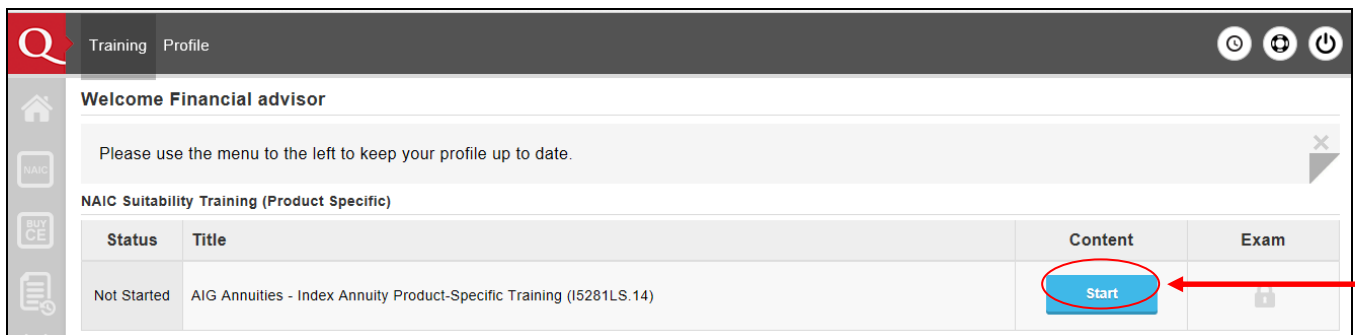 Q
Training Profile
Welcome Financial advisor
Please use the menu to the left to keep your profile up to date.
NAIC
NAIC Suitability Training (Product Specific)
BUY
CE
Status Title Content Exam
Not Started AIG Annuities - Index Annuity Product-Specific Training (I5281LS.14) Start